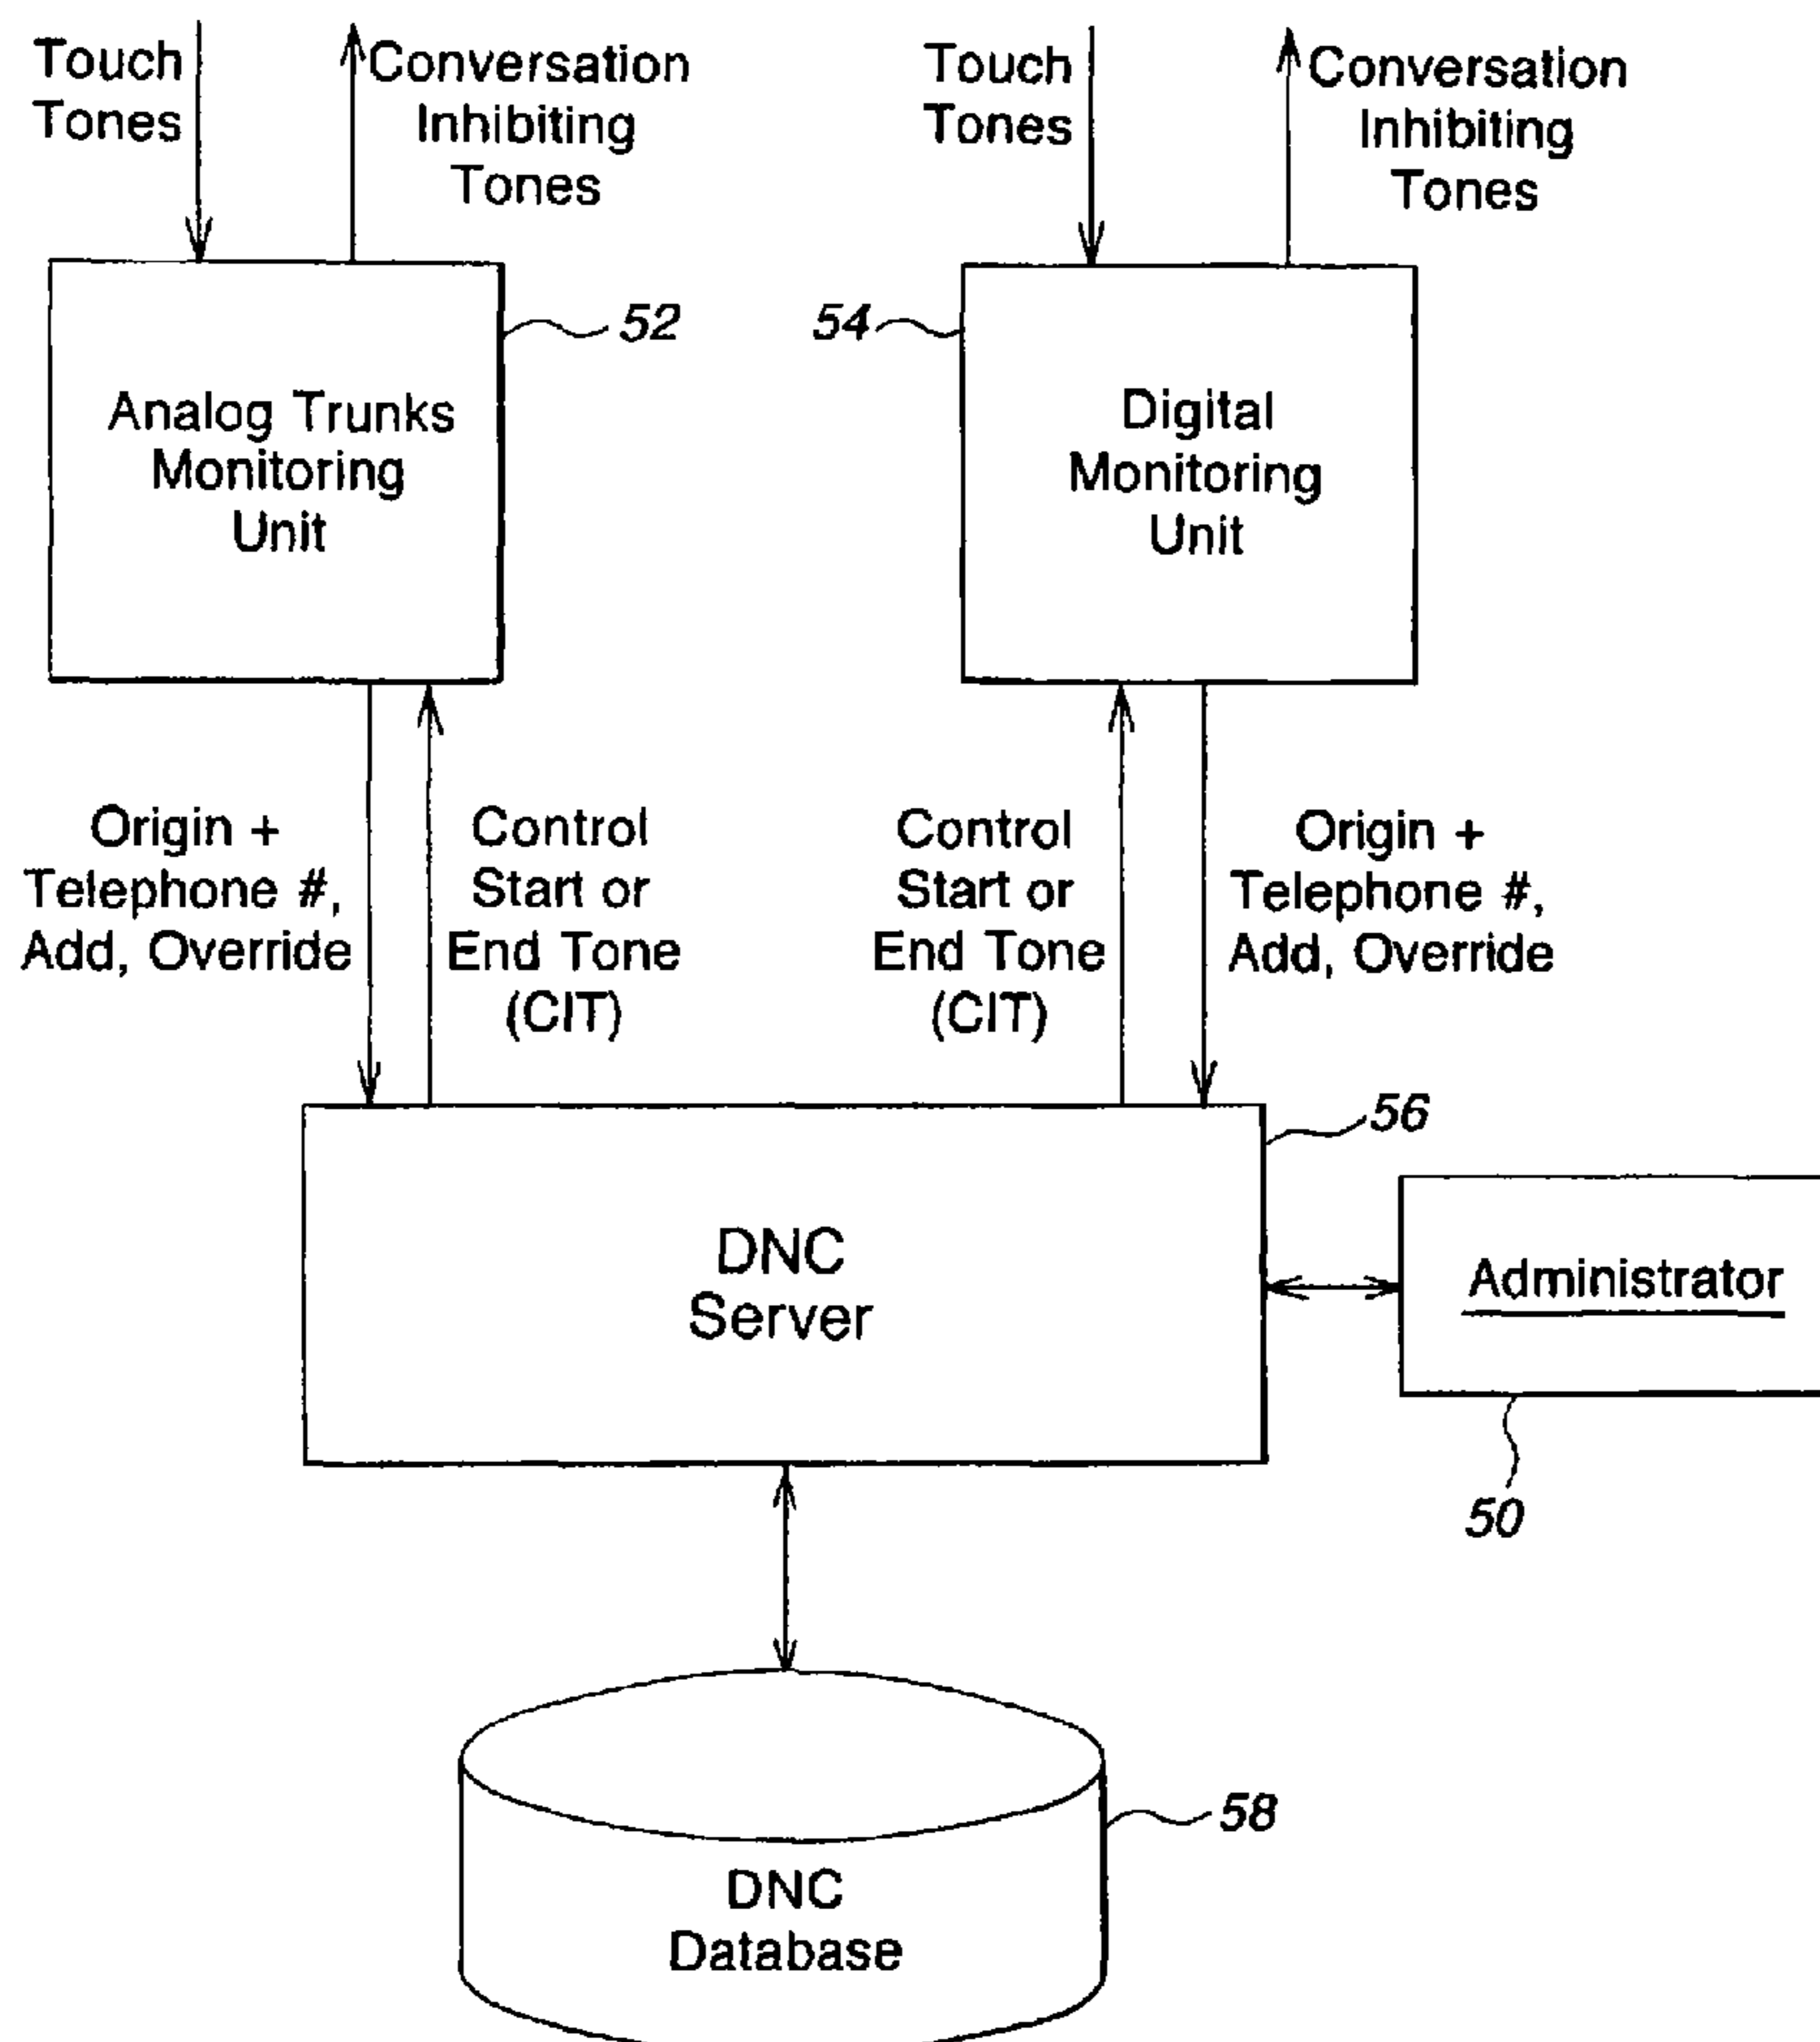 Touch
Tones
Conversation
Inhibiting
Tones
Touch
Tones
Conversation
Inhibiting
Tones
52
54
Analog Trunks
Monitoring
Unit
Digital
Monitoring
Unit
Origin +
Telephone #,
Add, Override
Control
Start or
End Tone
(CIT)
Control
Start or
End Tone
(CIT)
Origin +
Telephone #,
Add, Override
56
DNC
Server
Administrator
50
58
DNC
Database